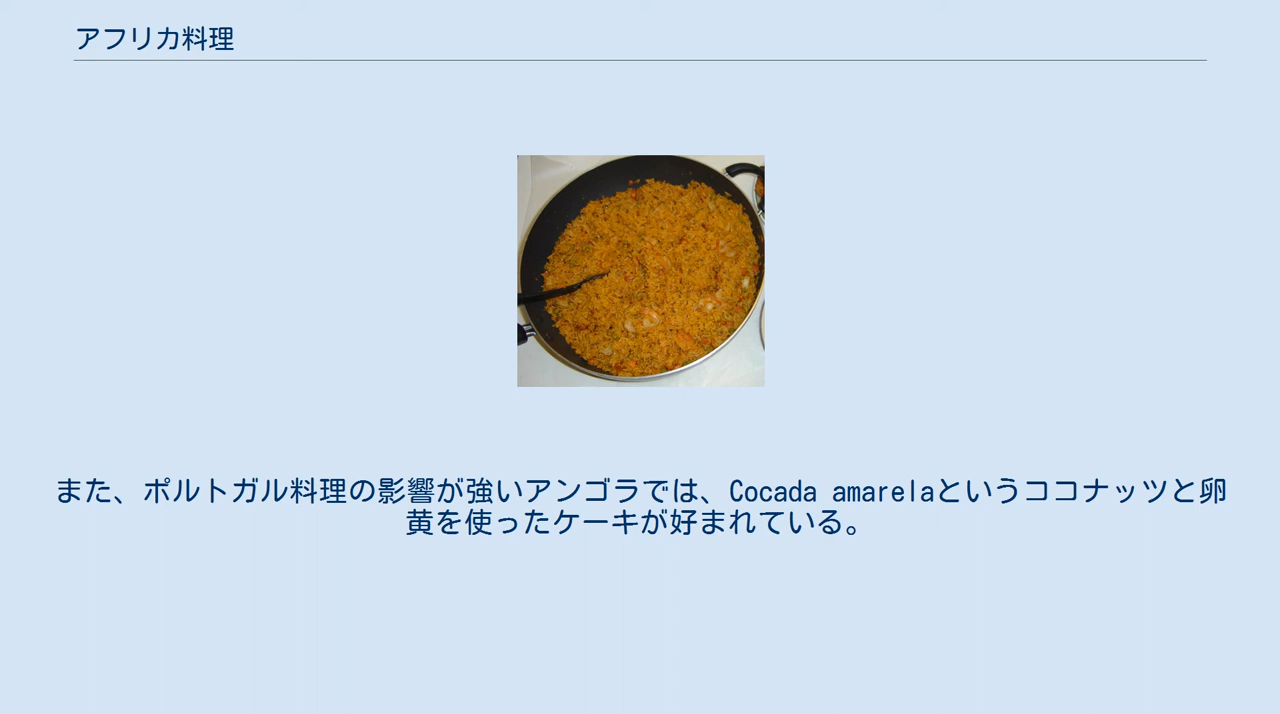 アフリカ料理
また、ポルトガル料理の影響が強いアンゴラでは、Cocada amarelaというココナッツと卵
黄を使ったケーキが好まれている。